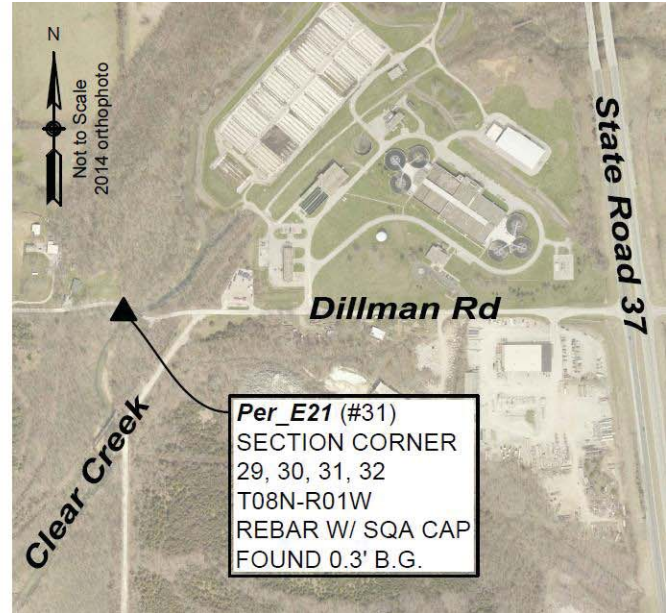 N
Not to Scale
2014 orthophoto
State Road 37
Dillman Rd
Clear Creek
Per_E21 (#31)
SECTION CORNER
29, 30, 31, 32
T08N-R01W
REBAR W/ SQA CAP
FOUND 0.3' B.G.